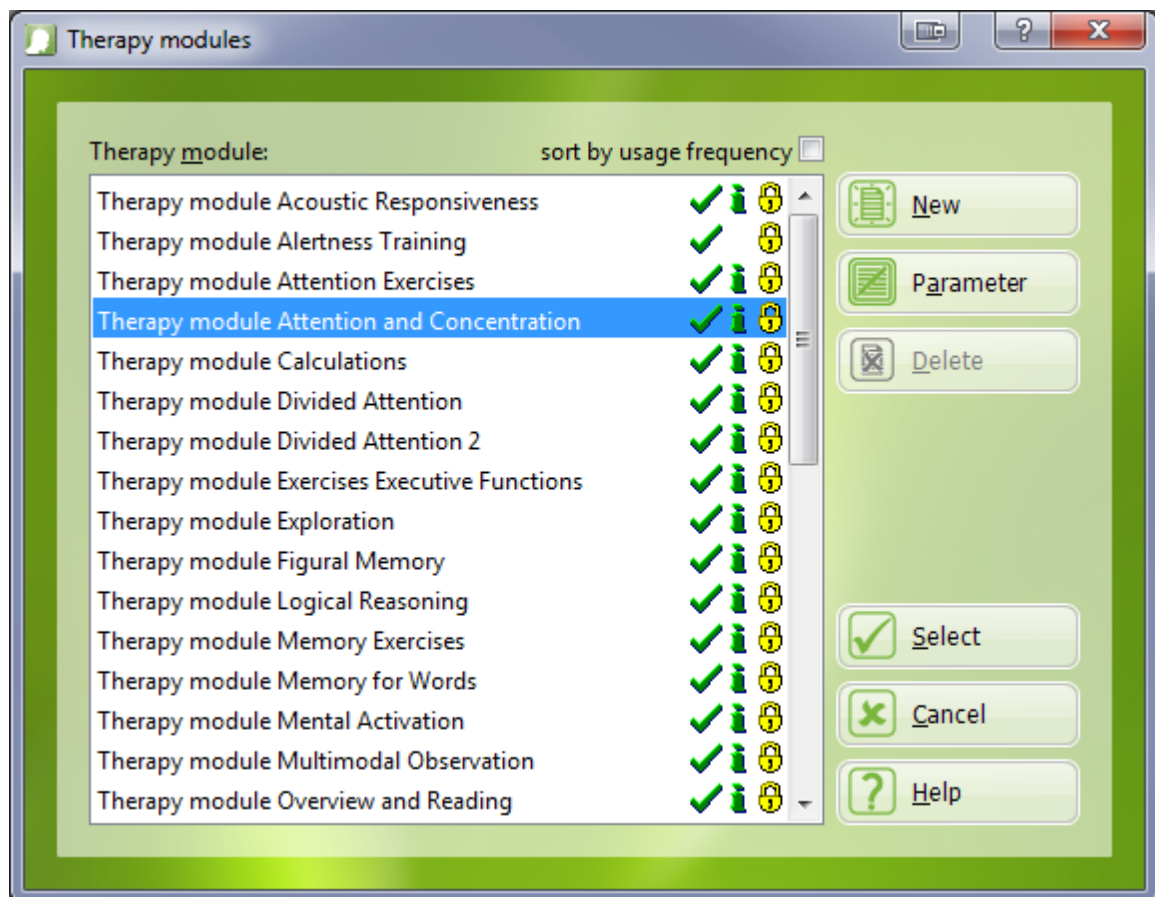 Therapy modules
Therapy module:
sort by usage frequency
Therapy module Acoustic Responsiveness
Therapy module Alertness Training
Therapy module Attention Exercises
Therapy module Attention and Concentration
Therapy module Calculations
Therapy module Divided Attention
Therapy module Divided Attention 2
Therapy module Exercises Executive Functions
Therapy module Exploration
Therapy module Figural Memory
Therapy module Logical Reasoning
Therapy module Memory Exercises
Therapy module Memory for Words
Therapy module Mental Activation
Therapy module Multimodal Observation
Therapy module Overview and Reading
New
Parameter
Delete
Select
Cancel
Help